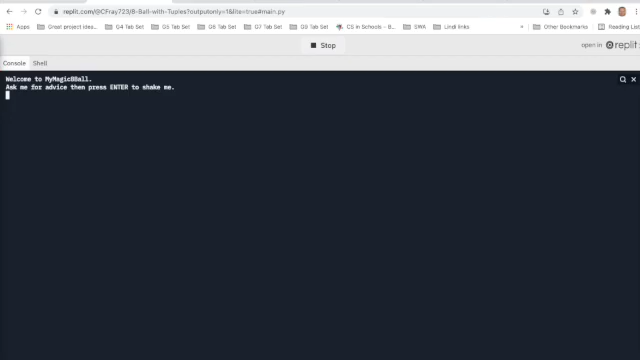 replit.com/@CFray723/8-Ball-with-Tuples?outputonly=1&lite=true#main.py
Apps Great project idea... G4 Tab Set G5 Tab Set G6 Tab Set G7 Tab Set G8 Tab Set CS in Schools - B... SWA Lindi links » Other Bookmarks Reading List
Stop
open in replit
Console Shell
Welcome to MyMagic8Ball.
Ask me for advice then press ENTER to shake me.